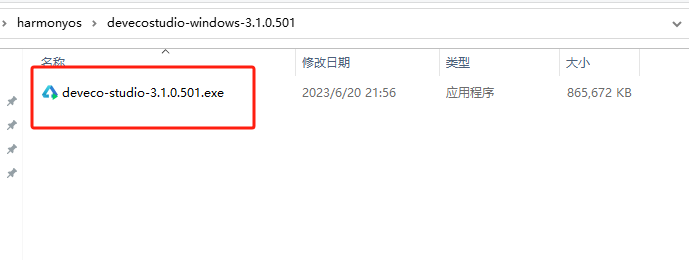 harmonyos > devecostudio-windows-3.1.0.501
名称 修改日期 类型 大小
deveco-studio-3.1.0.501.exe 2023/6/20 21:56 应用程序 865,672 KB